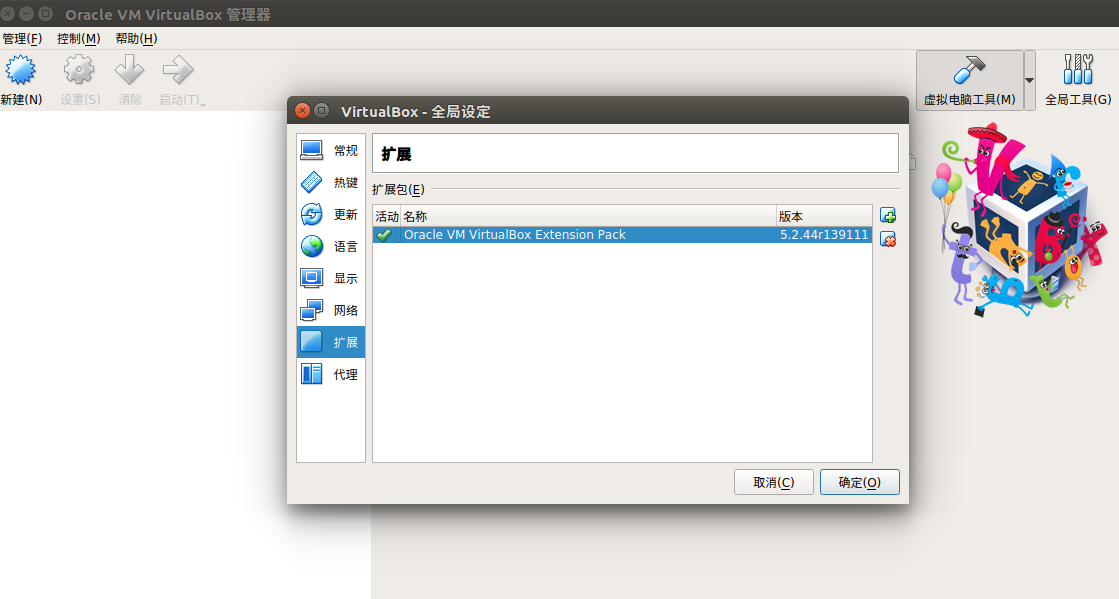 Oracle VM VirtualBox 管理器
管理(F) 控制(M) 帮助(H)
新建(N) 设置(S) 清除 启动(T) 虚拟电脑工具(M) 全局工具(G)
VirtualBox - 全局设定
常规
热键
更新
语言
显示
网络
扩展
代理
扩展
扩展包(E)
活动 名称 版本
Oracle VM VirtualBox Extension Pack 5.2.44r139111
取消(C) 确定(O)